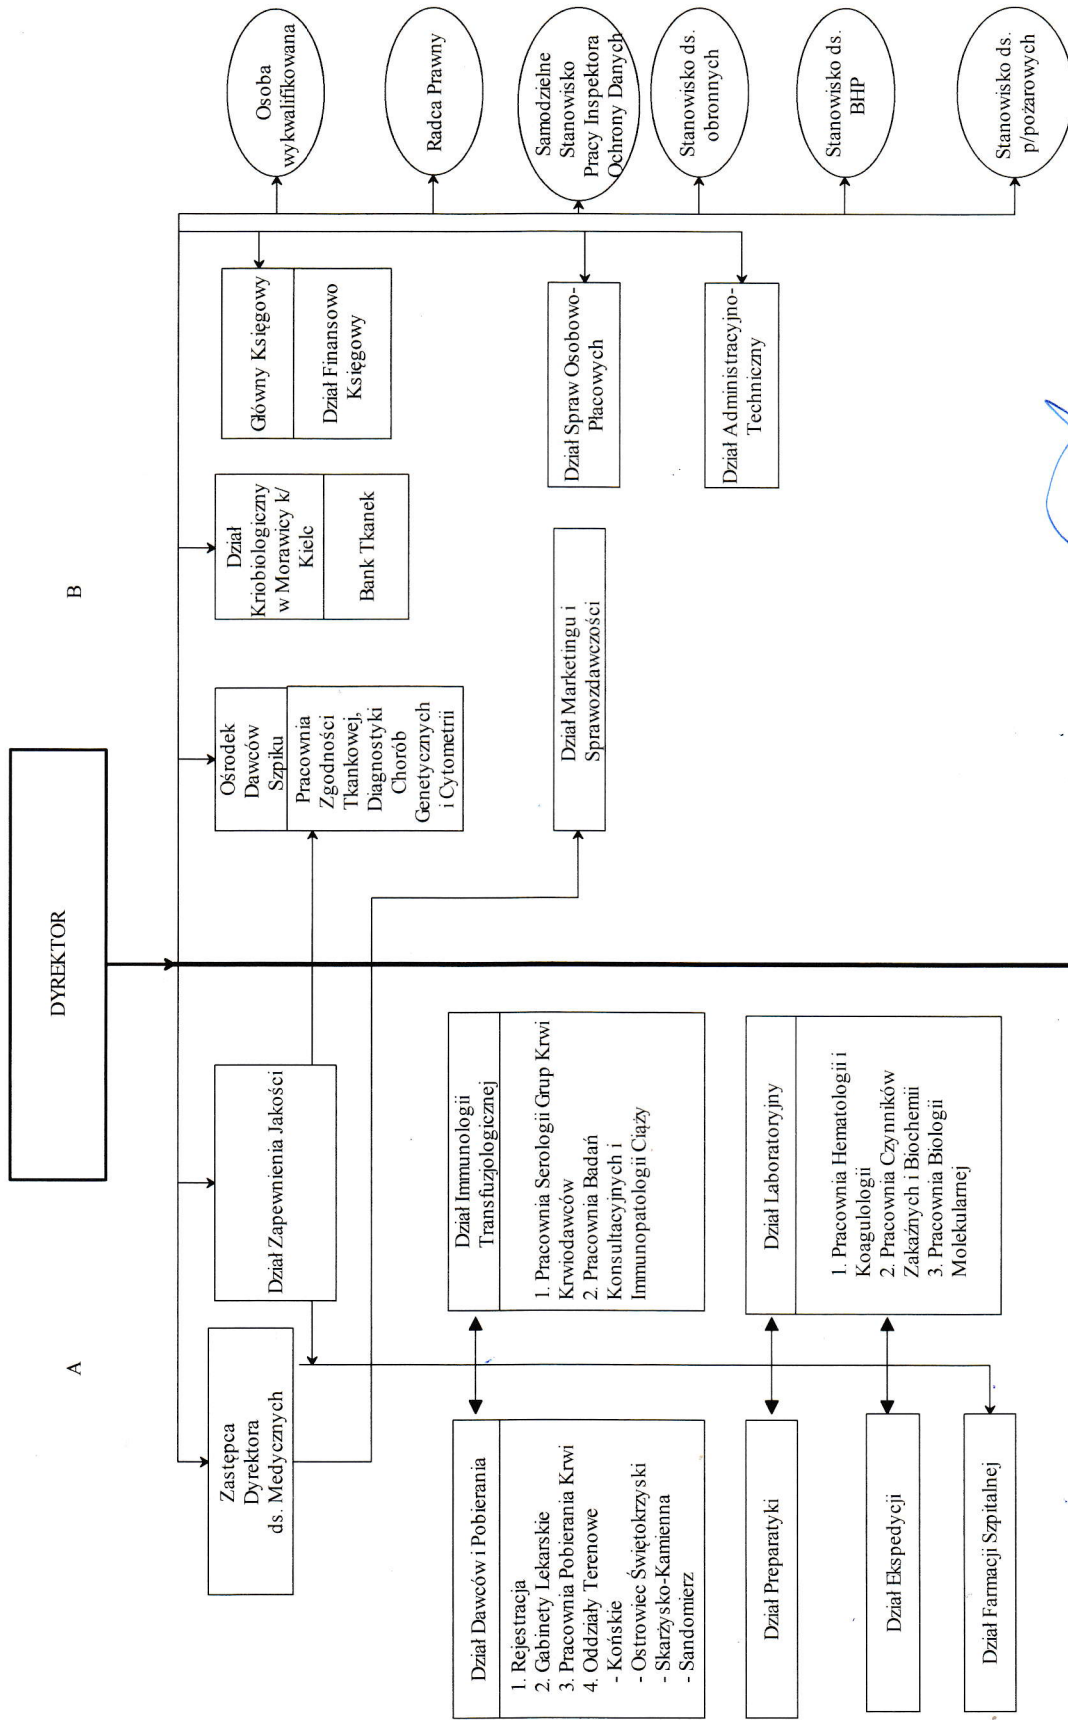 DYREKTOR
A
B
Zastępca
Dyrektora
ds. Medycznych
Dział Zapewnienia Jakości
Ośrodek
Dawców
Szpiku
Pracownia
Zgodności
Tkankowej,
Diagnostyki
Chorób
Genetycznych
i Cytometrii
Dział
Kriobiologiczny
w Morawicy k/
Kielc
Bank Tkanek
Główny Księgowy
Dział Finansowo
Księgowy
Osoba
wykwalifikowana
Radca Prawny
Samodzielne
Stanowisko
Pracy Inspektora
Ochrony Danych
Stanowisko ds.
obronnych
Stanowisko ds.
BHP
Stanowisko ds.
p/pożarowych
Dział Dawców i Pobierania
1. Rejestracja
2. Gabinety Lekarskie
3. Pracownia Pobierania Krwi
4. Oddziały Terenowe
- Końskie
- Ostrowiec Świętokrzyski
- Skarżysko-Kamienna
- Sandomierz
Dział Immunologii
Transfuzjologicznej
1. Pracownia Serologii Grup Krwi
Krwiodawców
2. Pracownia Badań
Konsultacyjnych i
Immunopatologii Ciąży
Dział Marketingu i
Sprawozdawczości
Dział Spraw Osobowo-
Płacowych
Dział Preparatyki
Dział Laboratoryjny
1. Pracownia Hematologii i
Koagulologii
2. Pracownia Czynników
Zakaźnych i Biochemii
3. Pracownia Biologii
Molekularnej
Dział Administracyjno-
Techniczny
Dział Ekspedycji
Dział Farmacji Szpitalnej